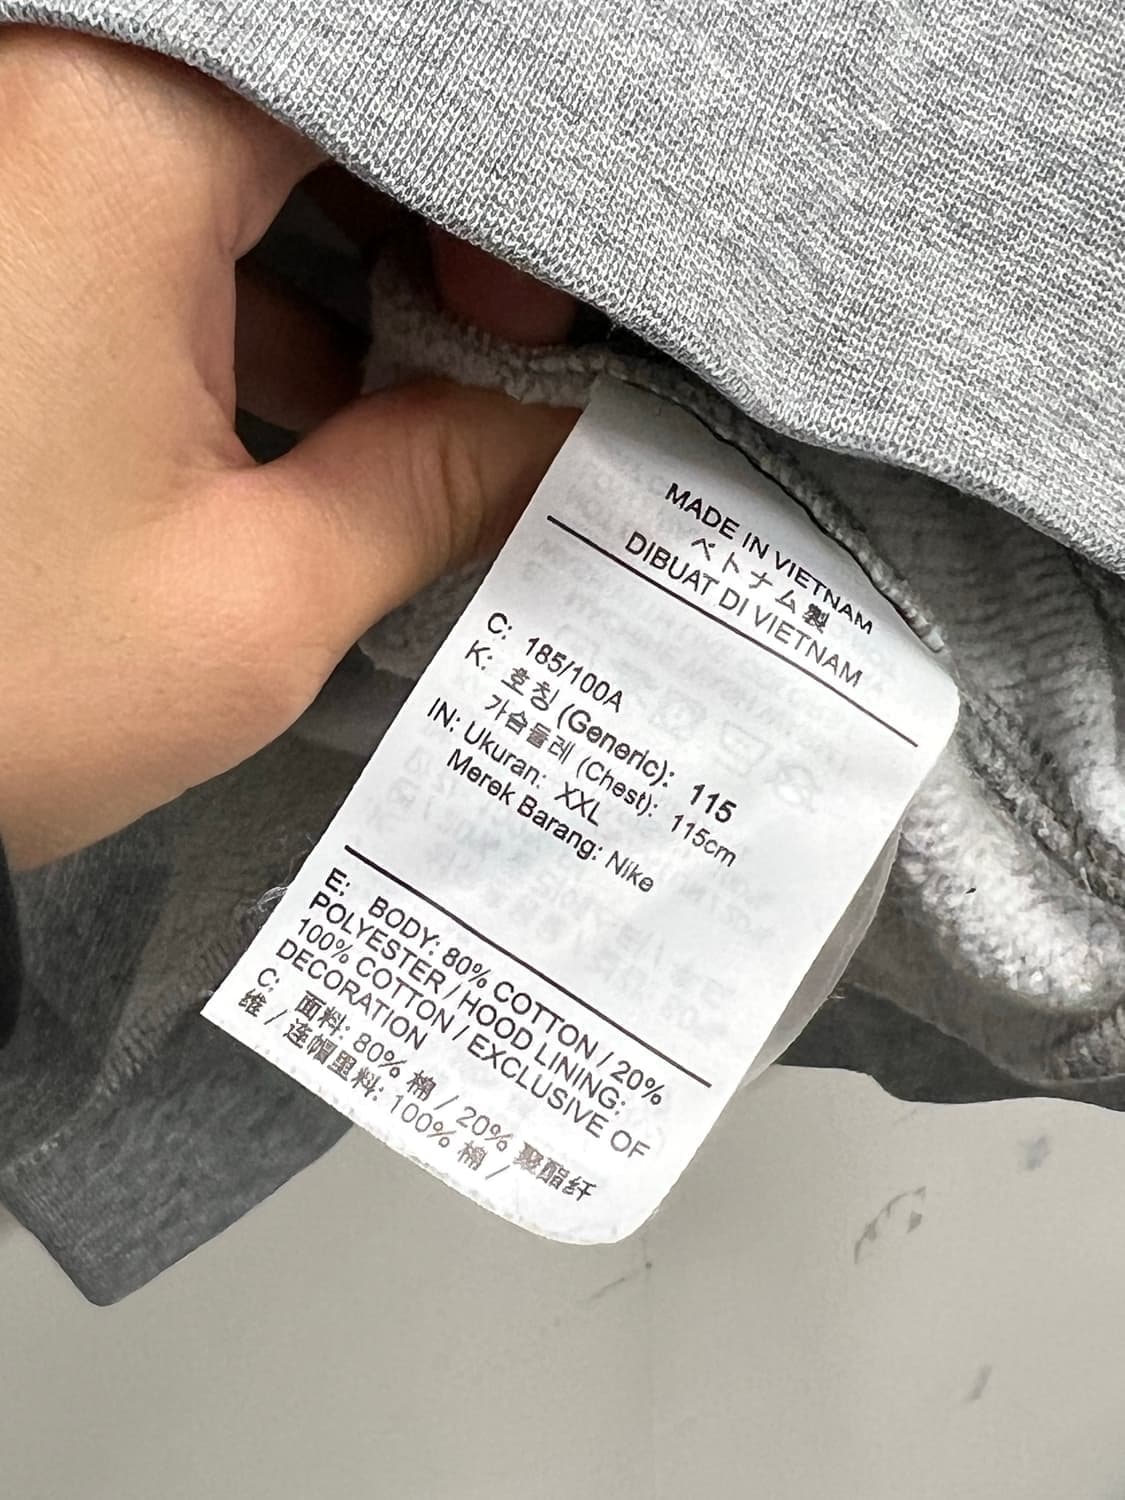 MADE IN VIETNAM
ベトナム製
DIBUAT DI VIETNAM
C: 185/100A
K: 호칭 (Generic): 115
가슴둘레 (Chest): 115cm
IN: Ukuran: XXL
Merek Barang: Nike
E: BODY: 80% COTTON / 20%
POLYESTER / HOOD LINING:
100% COTTON / EXCLUSIVE OF
DECORATION
C: 面料: 80% 棉 / 20% 聚酯纤
维 / 连帽里料: 100% 棉 /